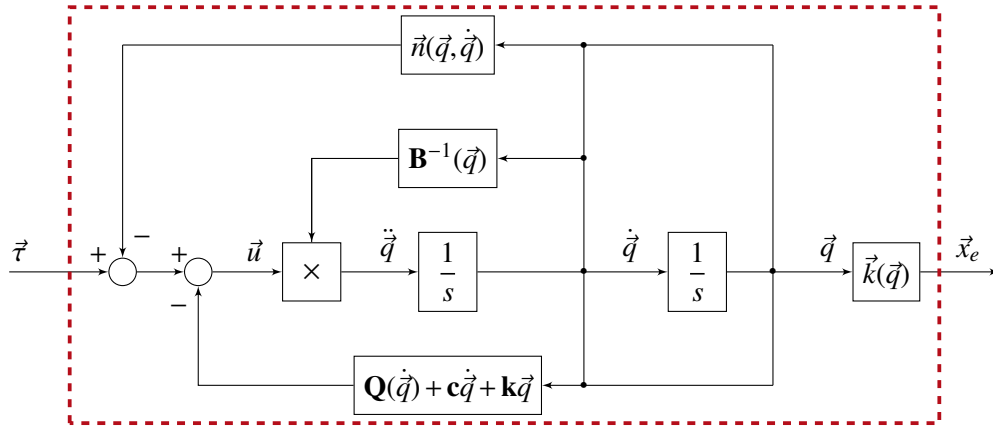 n⃗(q⃗, q⃗̇)
B⁻¹(q⃗)
τ⃗
+
−
+
−
u⃗
×
q⃗̈
1/s
q⃗̇
1/s
q⃗
k⃗(q⃗)
x⃗ₑ
Q(q⃗̇) + cq⃗̇ + kq⃗